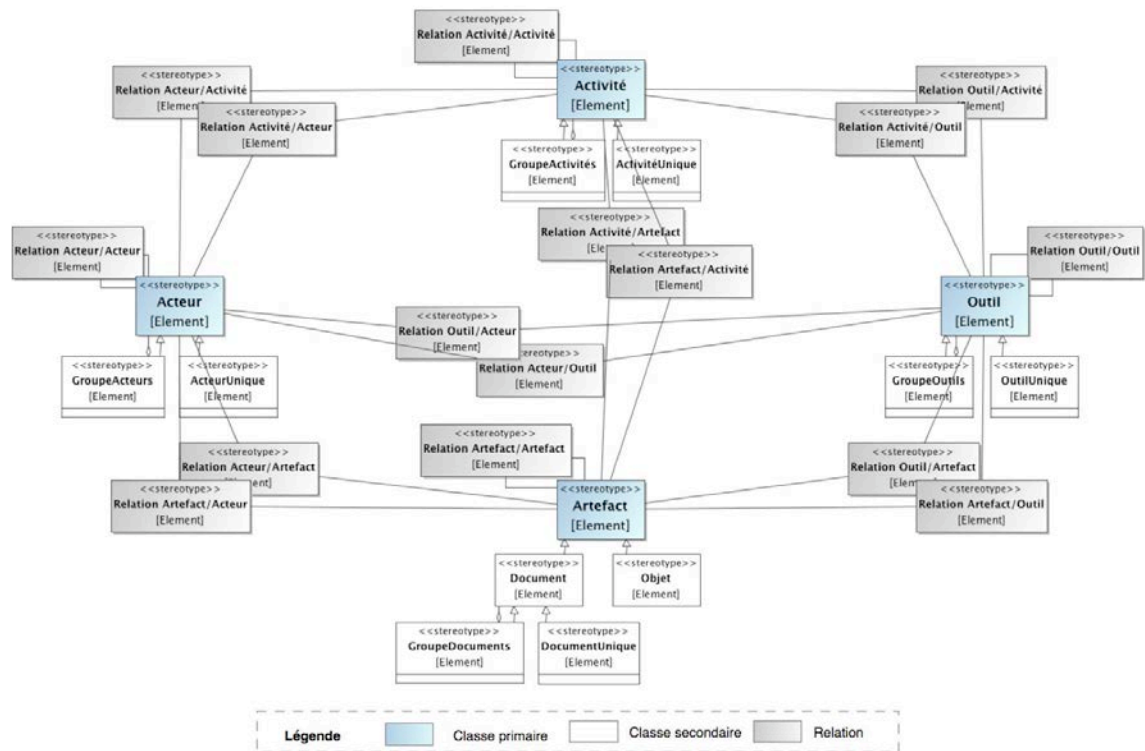 <<stereotype>>
Relation Activité/Activité
[Element]
<<stereotype>>
Activité
[Element]
<<stereotype>>
Relation Acteur/Activité
[Element]
<<stereotype>>
Relation Activité/Acteur
[Element]
<<stereotype>>
Relation Outil/Activité
[Element]
<<stereotype>>
Relation Activité/Outil
[Element]
<<stereotype>>
GroupeActivités
[Element]
<<stereotype>>
ActivitéUnique
[Element]
<<stereotype>>
Relation Activité/Artefact
[Element]
<<stereotype>>
Relation Artefact/Activité
[Element]
<<stereotype>>
Relation Acteur/Acteur
[Element]
<<stereotype>>
Acteur
[Element]
<<stereotype>>
Relation Outil/Outil
[Element]
<<stereotype>>
Outil
[Element]
<<stereotype>>
Relation Outil/Acteur
[Element]
<<stereotype>>
Relation Acteur/Outil
[Element]
<<stereotype>>
GroupeActeurs
[Element]
<<stereotype>>
ActeurUnique
[Element]
<<stereotype>>
GroupeOutils
[Element]
<<stereotype>>
OutilUnique
[Element]
<<stereotype>>
Relation Artefact/Artefact
[Element]
<<stereotype>>
Relation Acteur/Artefact
[Element]
<<stereotype>>
Relation Artefact/Acteur
[Element]
<<stereotype>>
Relation Outil/Artefact
[Element]
<<stereotype>>
Relation Artefact/Outil
[Element]
<<stereotype>>
Artefact
[Element]
<<stereotype>>
Document
[Element]
<<stereotype>>
Objet
[Element]
<<stereotype>>
GroupeDocuments
[Element]
<<stereotype>>
DocumentUnique
[Element]
Légende Classe primaire Classe secondaire Relation